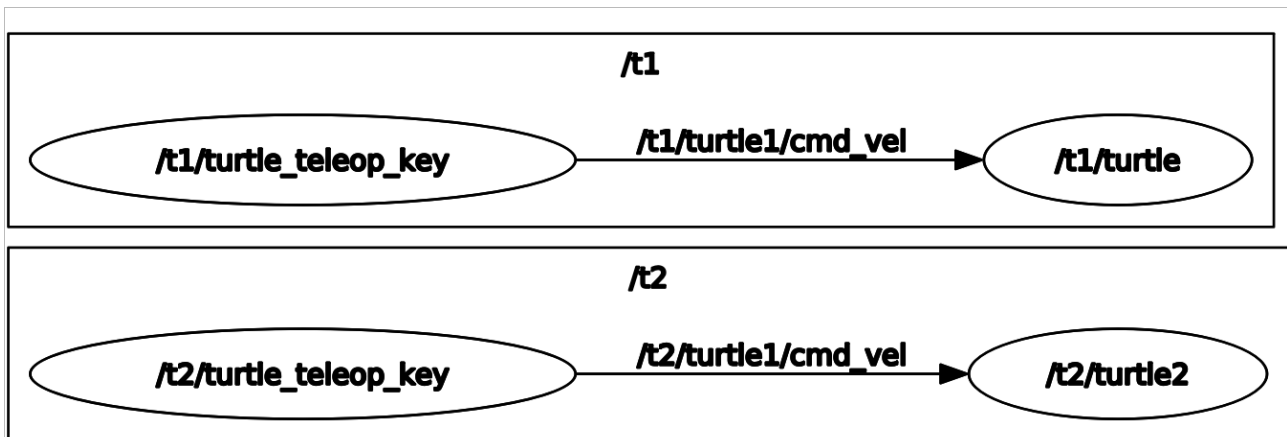 /t1
/t1/turtle_teleop_key
/t1/turtle1/cmd_vel
/t1/turtle
/t2
/t2/turtle_teleop_key
/t2/turtle1/cmd_vel
/t2/turtle2